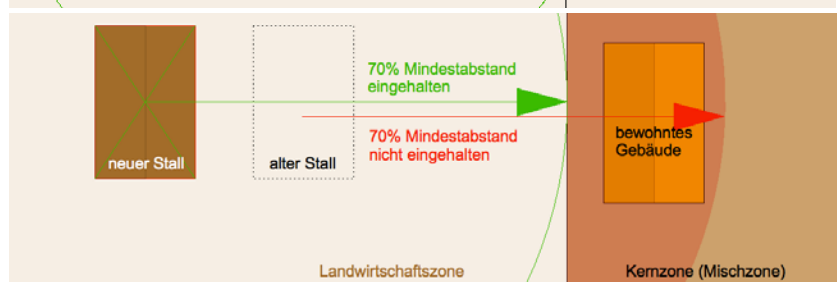 70% Mindestabstand
eingehalten
70% Mindestabstand
nicht eingehalten
bewohntes
Gebäude
neuer Stall
alter Stall
Landwirtschaftszone
Kernzone (Mischzone)